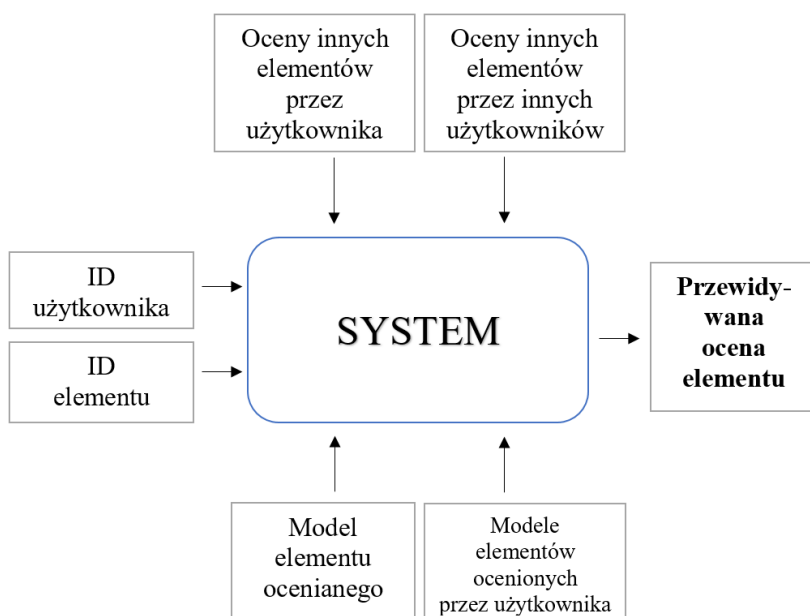 Oceny innych
elementów
przez
użytkownika
Oceny innych
elementów
przez innych
użytkowników
ID
użytkownika
ID
elementu
SYSTEM
Przewidy-
wana
ocena
elementu
Model
elementu
ocenianego
Modele
elementów
ocenionych
przez użytkownika